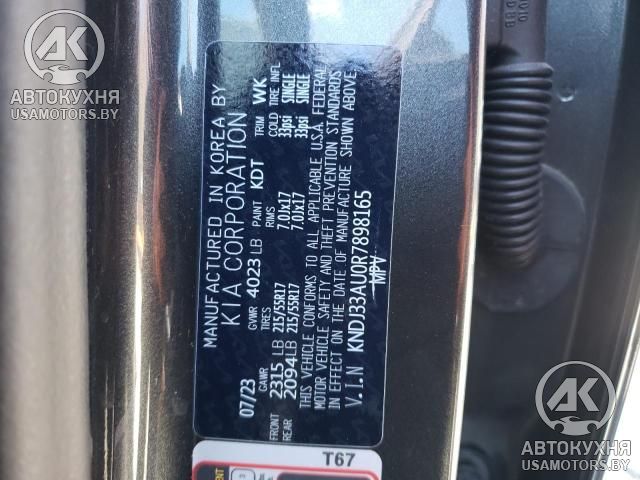 АВТОКУХНЯ
USAMOTORS.BY
MANUFACTURED IN KOREA BY
KIA CORPORATION
07/23 GVWR 4023 LB PAINT KDT TRIM WK
GAWR TIRES RIMS COLD TIRE INFL
FRONT 2315 LB 215/55R17 7.0Jx17 33psi SINGLE
REAR 2094LB 215/55R17 7.0Jx17 33psi SINGLE
THIS VEHICLE CONFORMS TO ALL APPLICABLE U.S.A. FEDERAL
MOTOR VEHICLE SAFETY AND THEFT PREVENTION STANDARDS
IN EFFECT ON THE DATE OF MANUFACTURE SHOWN ABOVE.
V.I.N KNDJ33AU0R7898165
MPV
T67
АВТОКУХНЯ
USAMOTORS.BY